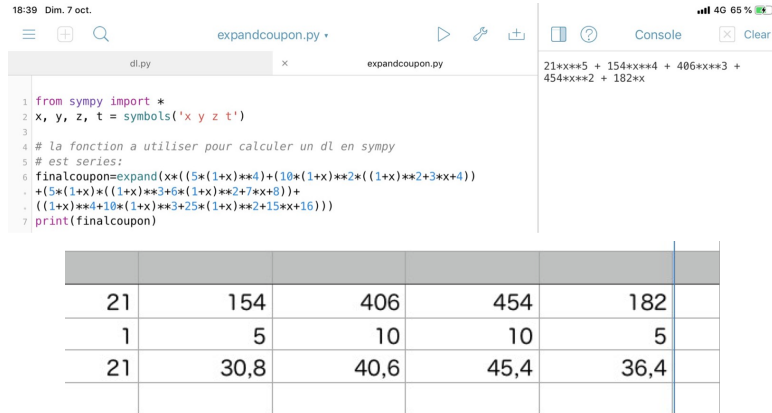 18:39 Dim. 7 oct.
4G 65 %
expandcoupon.py
Console
Clear
dl.py
expandcoupon.py
21*x**5 + 154*x**4 + 406*x**3 +
454*x**2 + 182*x
1 from sympy import *
2 x, y, z, t = symbols('x y z t')
3
4 # la fonction a utiliser pour calculer un dl en sympy
5 # est series:
6 finalcoupon=expand(x*((5*(1+x)**4)+(10*(1+x)**2*((1+x)**2+3*x+4))
+(5*(1+x)*((1+x)**3+6*(1+x)**2+7*x+8))+
((1+x)**4+10*(1+x)**3+25*(1+x)**2+15*x+16)))
7 print(finalcoupon)
21 154 406 454 182
1 5 10 10 5
21 30,8 40,6 45,4 36,4